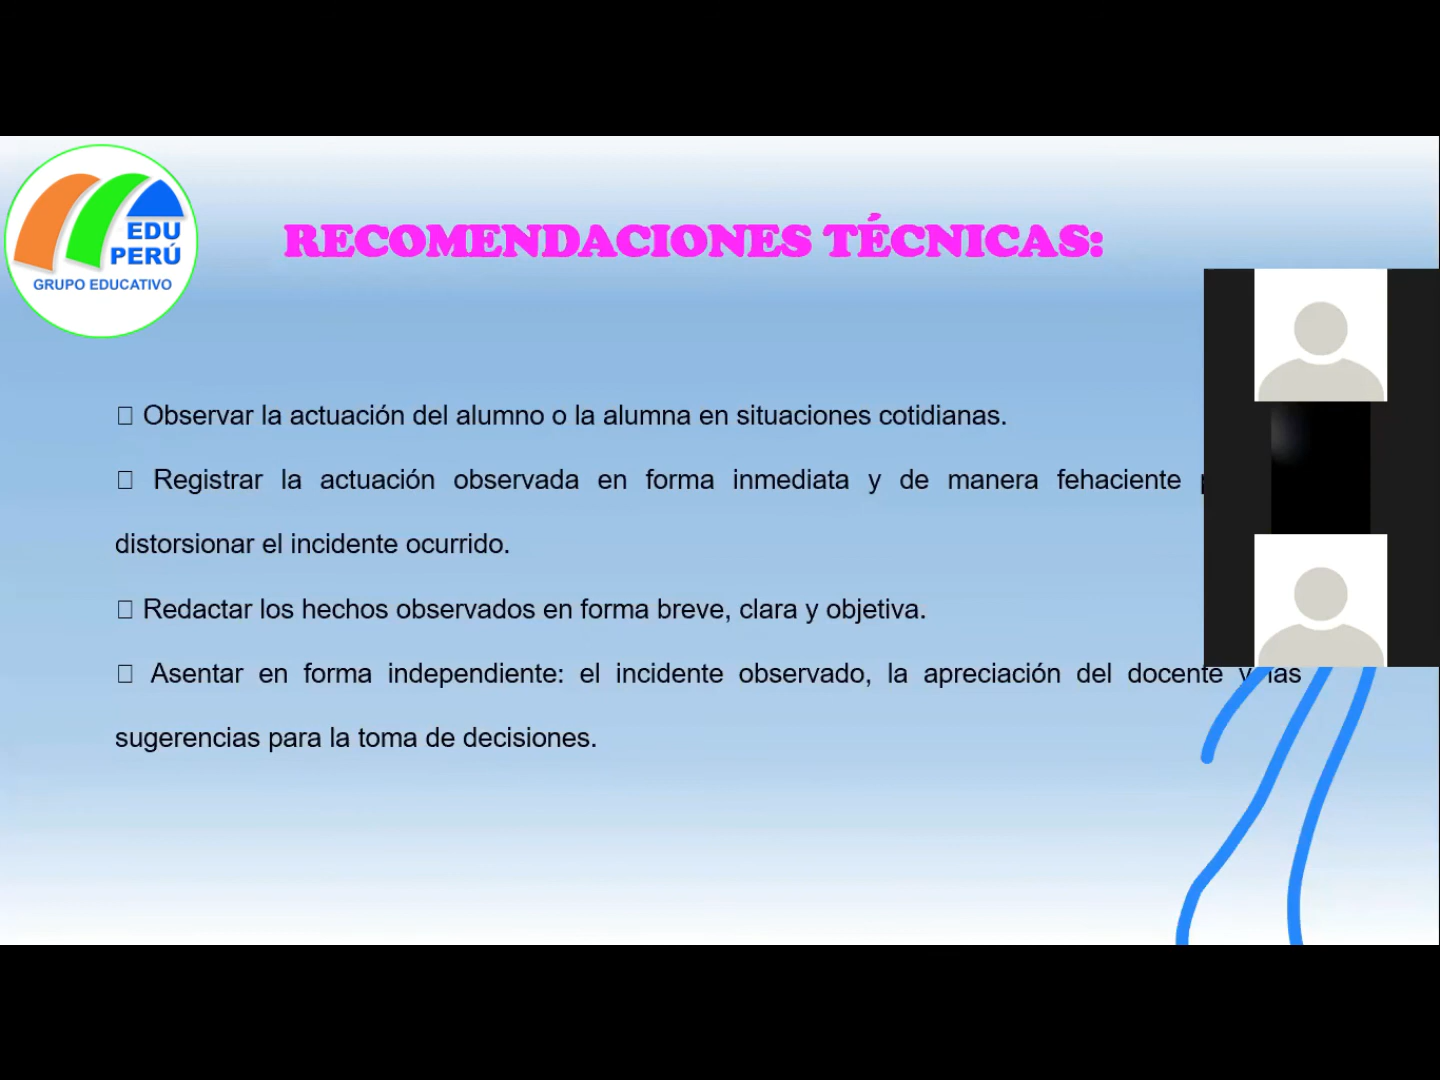 EDU
PERÚ
GRUPO EDUCATIVO
RECOMENDACIONES TÉCNICAS:
□ Observar la actuación del alumno o la alumna en situaciones cotidianas.
□ Registrar la actuación observada en forma inmediata y de manera fehaciente
distorsionar el incidente ocurrido.
□ Redactar los hechos observados en forma breve, clara y objetiva.
□ Asentar en forma independiente: el incidente observado, la apreciación del docente y las
sugerencias para la toma de decisiones.